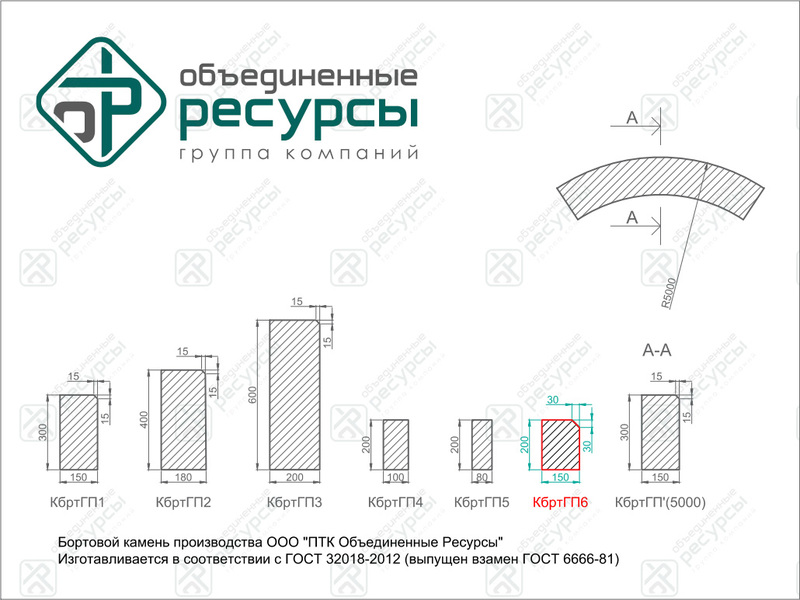 объединенные
ресурсы
группа компаний
А
А
R5000
А-А
15
15
300
150
КбртГП1
15
15
400
180
КбртГП2
15
15
600
200
КбртГП3
200
100
КбртГП4
200
80
КбртГП5
30
30
200
150
КбртГП6
15
15
300
150
КбртГП'(5000)
Бортовой камень производства ООО "ПТК Объединенные Ресурсы"
Изготавливается в соответствии с ГОСТ 32018-2012 (выпущен взамен ГОСТ 6666-81)